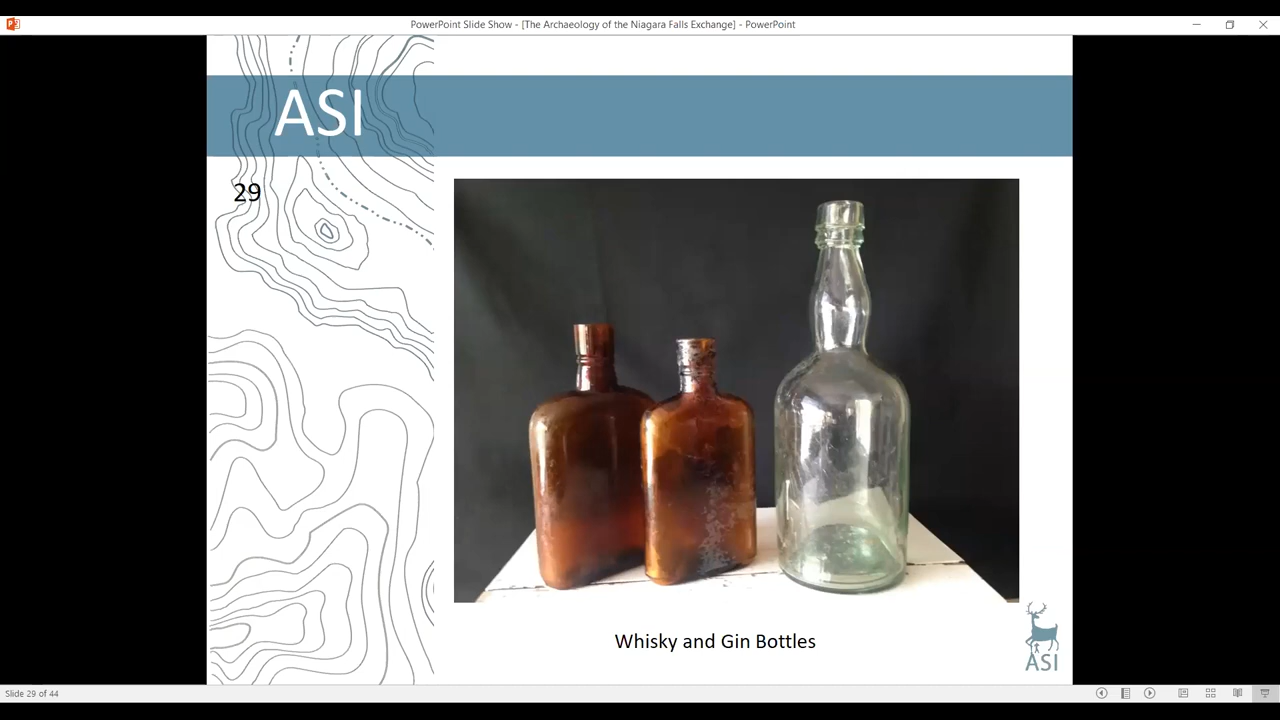 PowerPoint Slide Show - [The Archaeology of the Niagara Falls Exchange] - PowerPoint
ASI
29
Whisky and Gin Bottles
ASI
Slide 29 of 44